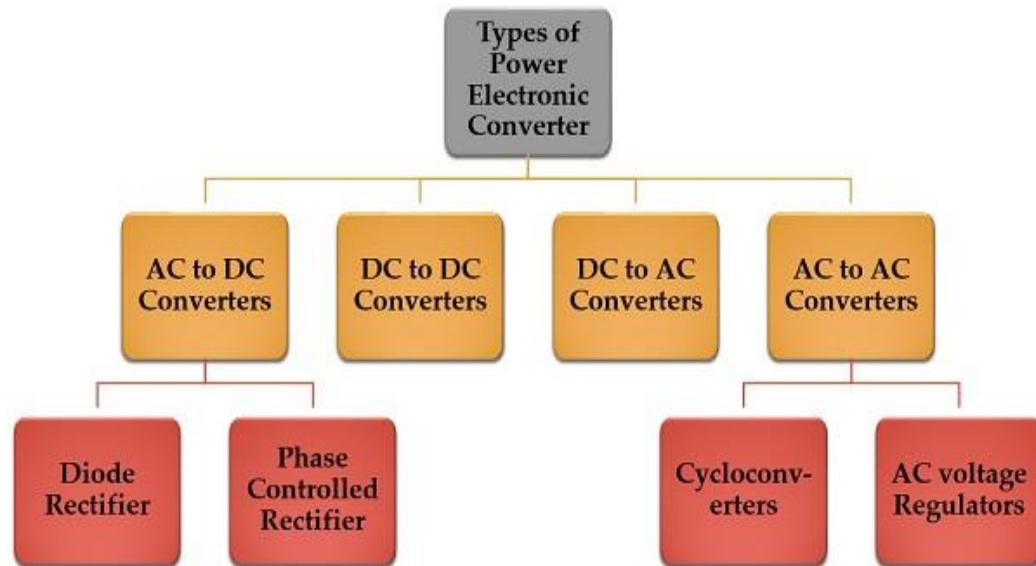 Types of
Power
Electronic
Converter
AC to DC
Converters
DC to DC
Converters
DC to AC
Converters
AC to AC
Converters
Diode
Rectifier
Phase
Controlled
Rectifier
Cycloconv-
erters
AC voltage
Regulators